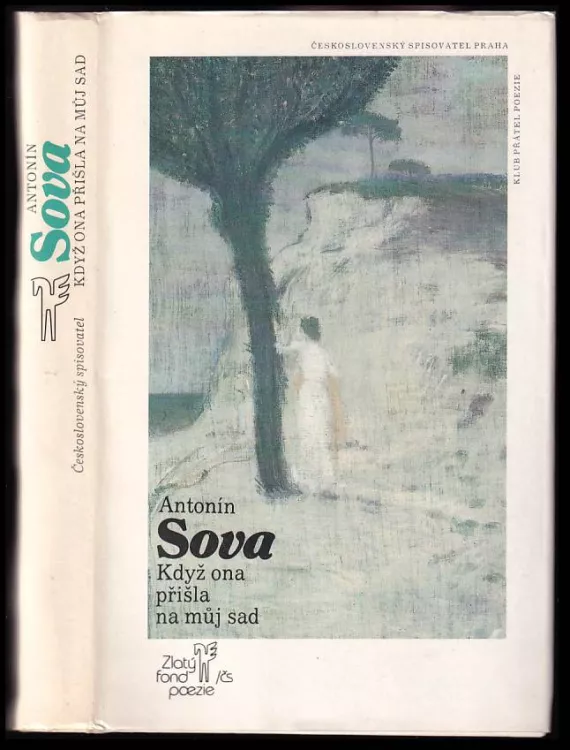 ANTONÍN
Sova
KDYŽ ONA PŘIŠLA NA MŮJ SAD
Československý spisovatel
ČESKOSLOVENSKÝ SPISOVATEL PRAHA
KLUB PŘÁTEL POEZIE
Antonín
Sova
Když ona
přišla
na můj sad
Zlatý
fond /čs
poezie